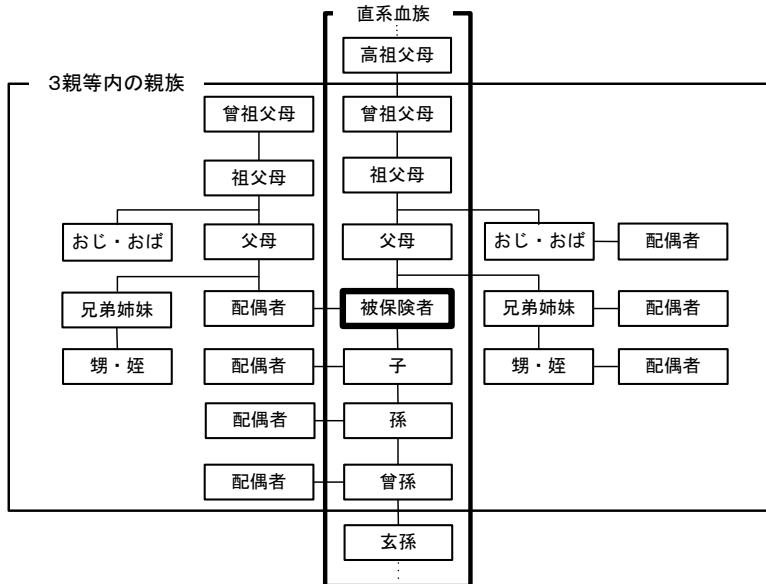 直系血族
高祖父母
3親等内の親族
曾祖父母
曾祖父母
祖父母
祖父母
おじ・おば
父母
父母
おじ・おば
配偶者
兄弟姉妹
配偶者
被保険者
兄弟姉妹
配偶者
甥・姪
配偶者
子
甥・姪
配偶者
配偶者
孫
配偶者
曾孫
玄孫